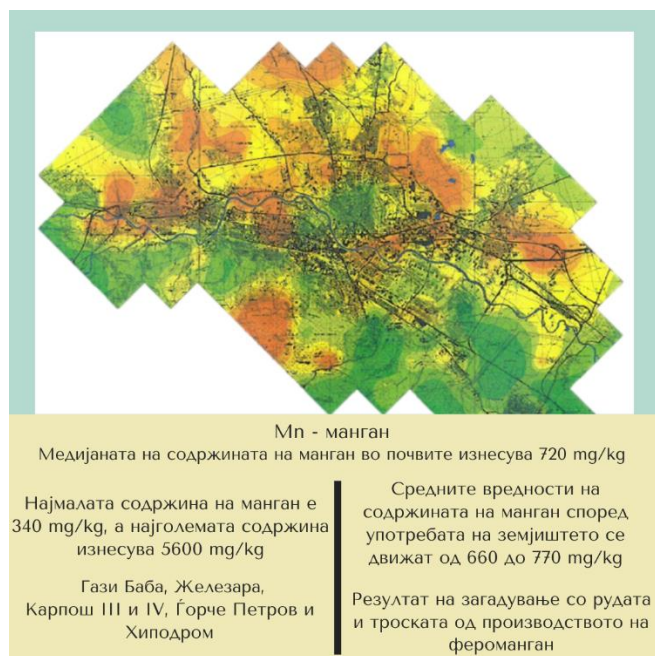 Mn - манган
Медијаната на содржината на манган во почвите изнесува 720 mg/kg
Најмалата содржина на манган е
340 mg/kg, а најголемата содржина
изнесува 5600 mg/kg
Гази Баба, Железара,
Карпош III и IV, Ѓорче Петров и
Хиподром
Средните вредности на
содржината на манган според
употребата на земјиштето се
движат од 660 до 770 mg/kg
Резултат на загадување со рудата
и троската од производството на
фероманган